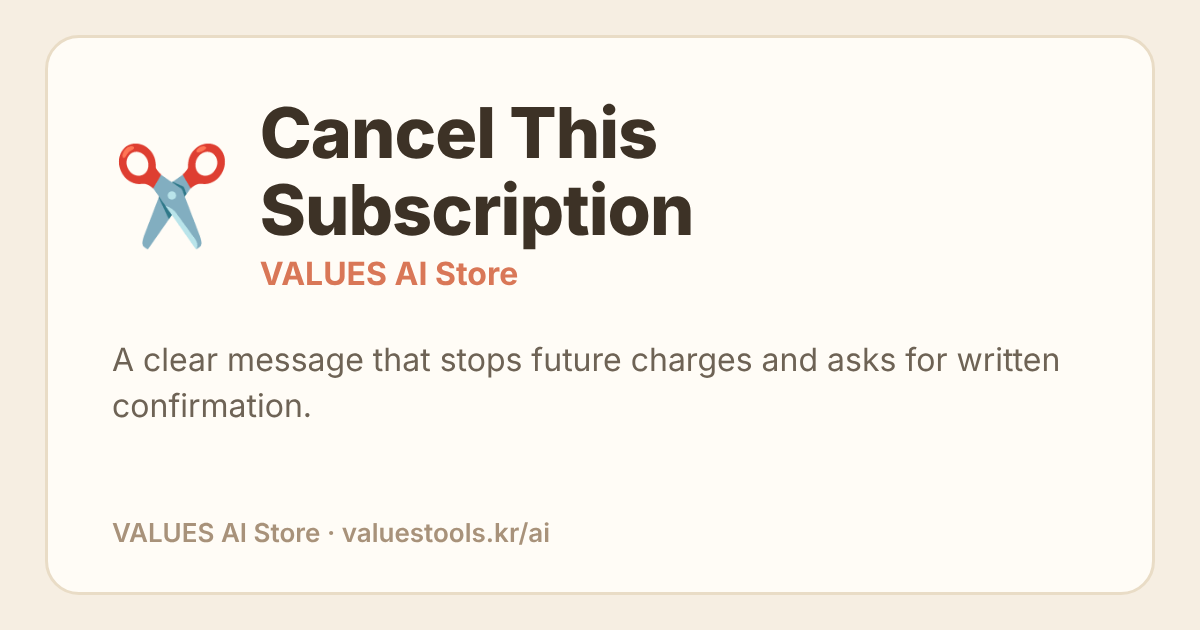 Cancel This
Subscription
VALUES AI Store
A clear message that stops future charges and asks for written
confirmation.
VALUES AI Store · valuestools.kr/ai